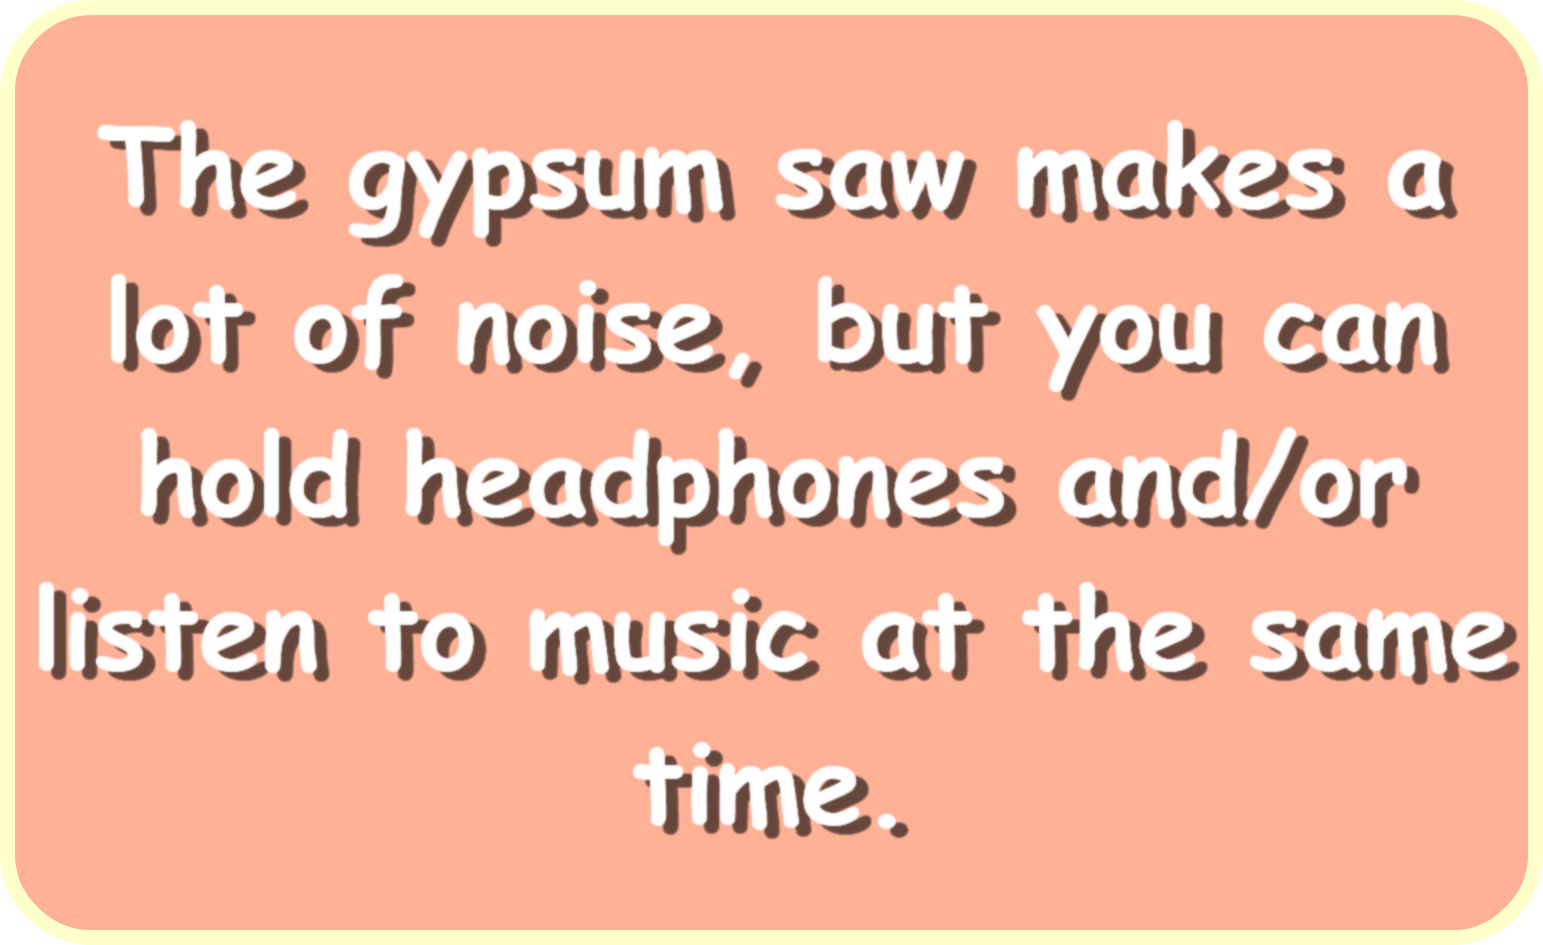 The gypsum saw makes a
lot of noise, but you can
hold headphones and/or
listen to music at the same
time.